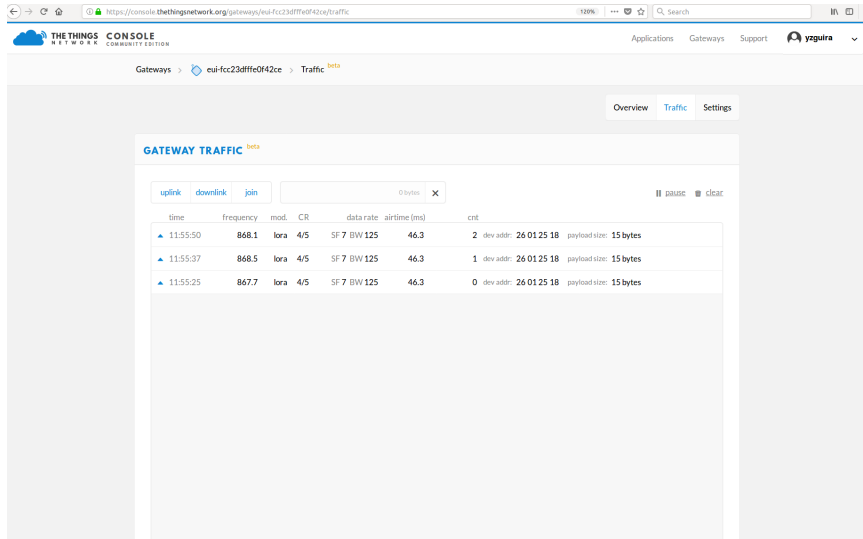 https://console.thethingsnetwork.org/gateways/eui-fcc23dfffe0f42ce/traffic 120% Search
THE THINGS NETWORK CONSOLE COMMUNITY EDITION Applications Gateways Support yzguira
Gateways > eui-fcc23dfffe0f42ce > Traffic beta
Overview Traffic Settings
GATEWAY TRAFFIC beta
uplink downlink join 0 bytes pause clear
time frequency mod. CR data rate airtime (ms) cnt
11:55:50 868.1 lora 4/5 SF 7 BW 125 46.3 2 dev addr: 26 01 25 18 payload size: 15 bytes
11:55:37 868.5 lora 4/5 SF 7 BW 125 46.3 1 dev addr: 26 01 25 18 payload size: 15 bytes
11:55:25 867.7 lora 4/5 SF 7 BW 125 46.3 0 dev addr: 26 01 25 18 payload size: 15 bytes